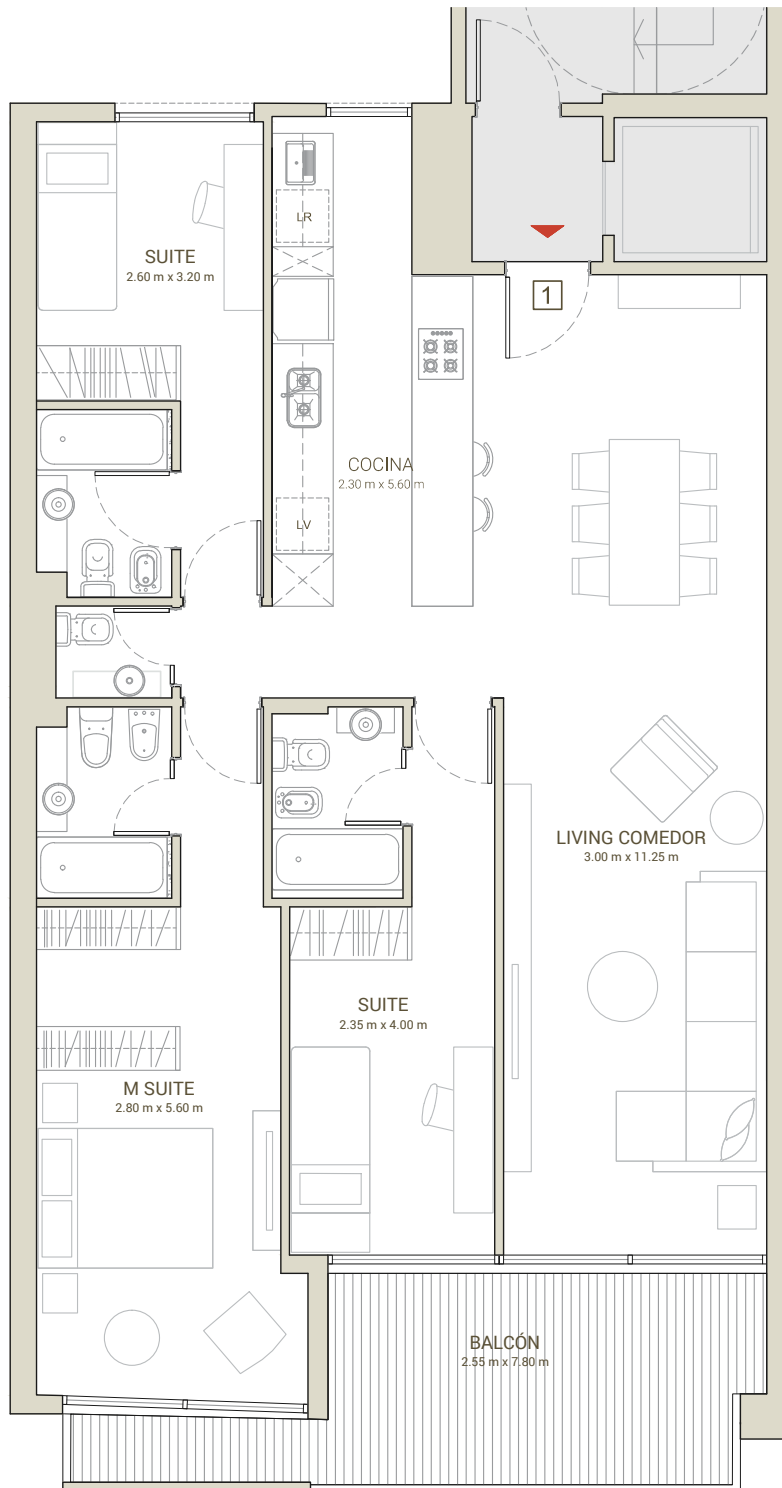 LR
SUITE
2.60 m x 3.20 m
1
COCINA
2.30 m x 5.60 m
LV
LIVING COMEDOR
3.00 m x 11.25 m
SUITE
2.35 m x 4.00 m
M SUITE
2.80 m x 5.60 m
BALCÓN
2.55 m x 7.80 m